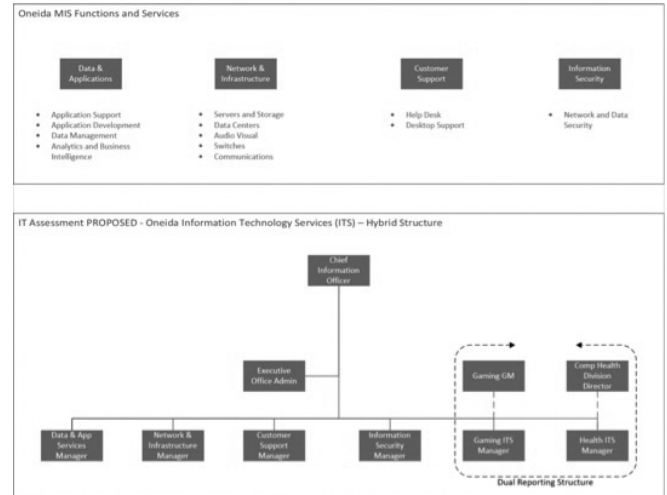 Oneida MIS Functions and Services
Data &
Applications
Network &
Infrastructure
Customer
Support
Information
Security
• Application Support
• Application Development
• Data Management
• Analytics and Business
Intelligence
• Servers and Storage
• Data Centers
• Audio Visual
• Switches
• Communications
• Help Desk
• Desktop Support
• Network and Data
Security
IT Assessment PROPOSED - Oneida Information Technology Services (ITS) – Hybrid Structure
Chief
Information
Officer
Executive
Office Admin
Gaming GM
Comp Health
Division
Director
Data & App
Services
Manager
Network &
Infrastructure
Manager
Customer
Support
Manager
Information
Security
Manager
Gaming ITS
Manager
Health ITS
Manager
Dual Reporting Structure